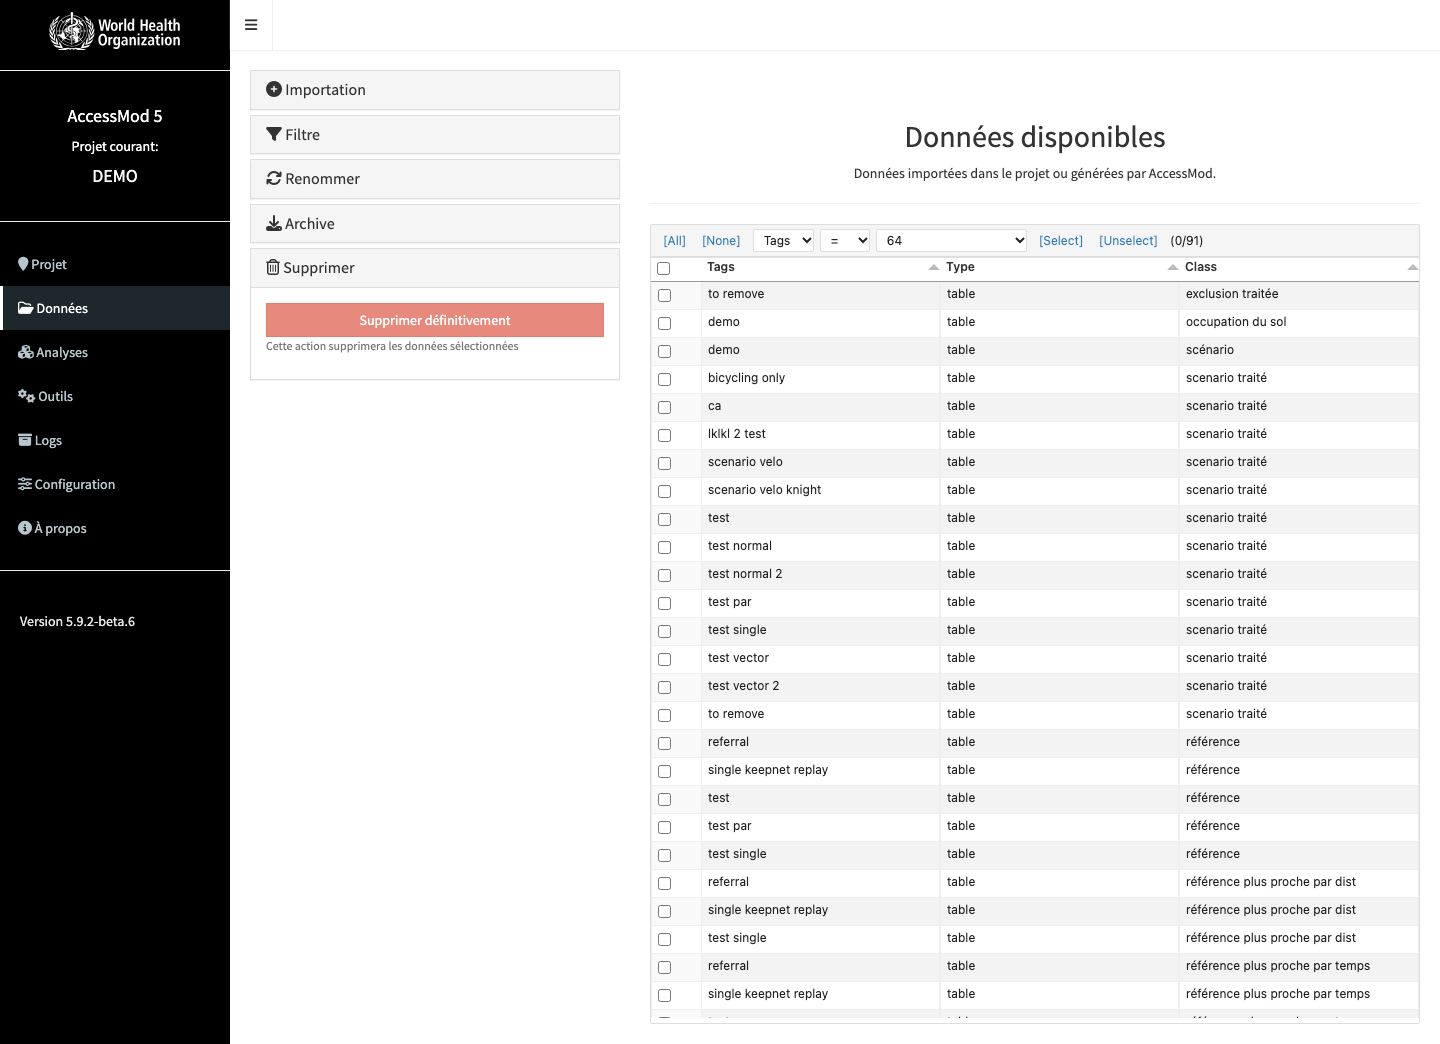 World Health
Organization
AccessMod 5
Projet courant:
DEMO
Projet
Données
Analyses
Outils
Logs
Configuration
À propos
Version 5.9.2-beta.6
Importation
Filtre
Renommer
Archive
Supprimer
Supprimer définitivement
Cette action supprimera les données sélectionnées
Données disponibles
Données importées dans le projet ou générées par AccessMod.
[All] [None] Tags = 64 [Select] [Unselect] (0/91)
Tags Type Class
to remove table exclusion traitée
demo table occupation du sol
demo table scénario
bicycling only table scenario traité
ca table scenario traité
lklkl 2 test table scenario traité
scenario velo table scenario traité
scenario velo knight table scenario traité
test table scenario traité
test normal table scenario traité
test normal 2 table scenario traité
test par table scenario traité
test single table scenario traité
test vector table scenario traité
test vector 2 table scenario traité
to remove table scenario traité
referral table référence
single keepnet replay table référence
test table référence
test par table référence
test single table référence
referral table référence plus proche par dist
single keepnet replay table référence plus proche par dist
test single table référence plus proche par dist
referral table référence plus proche par temps
single keepnet replay table référence plus proche par temps